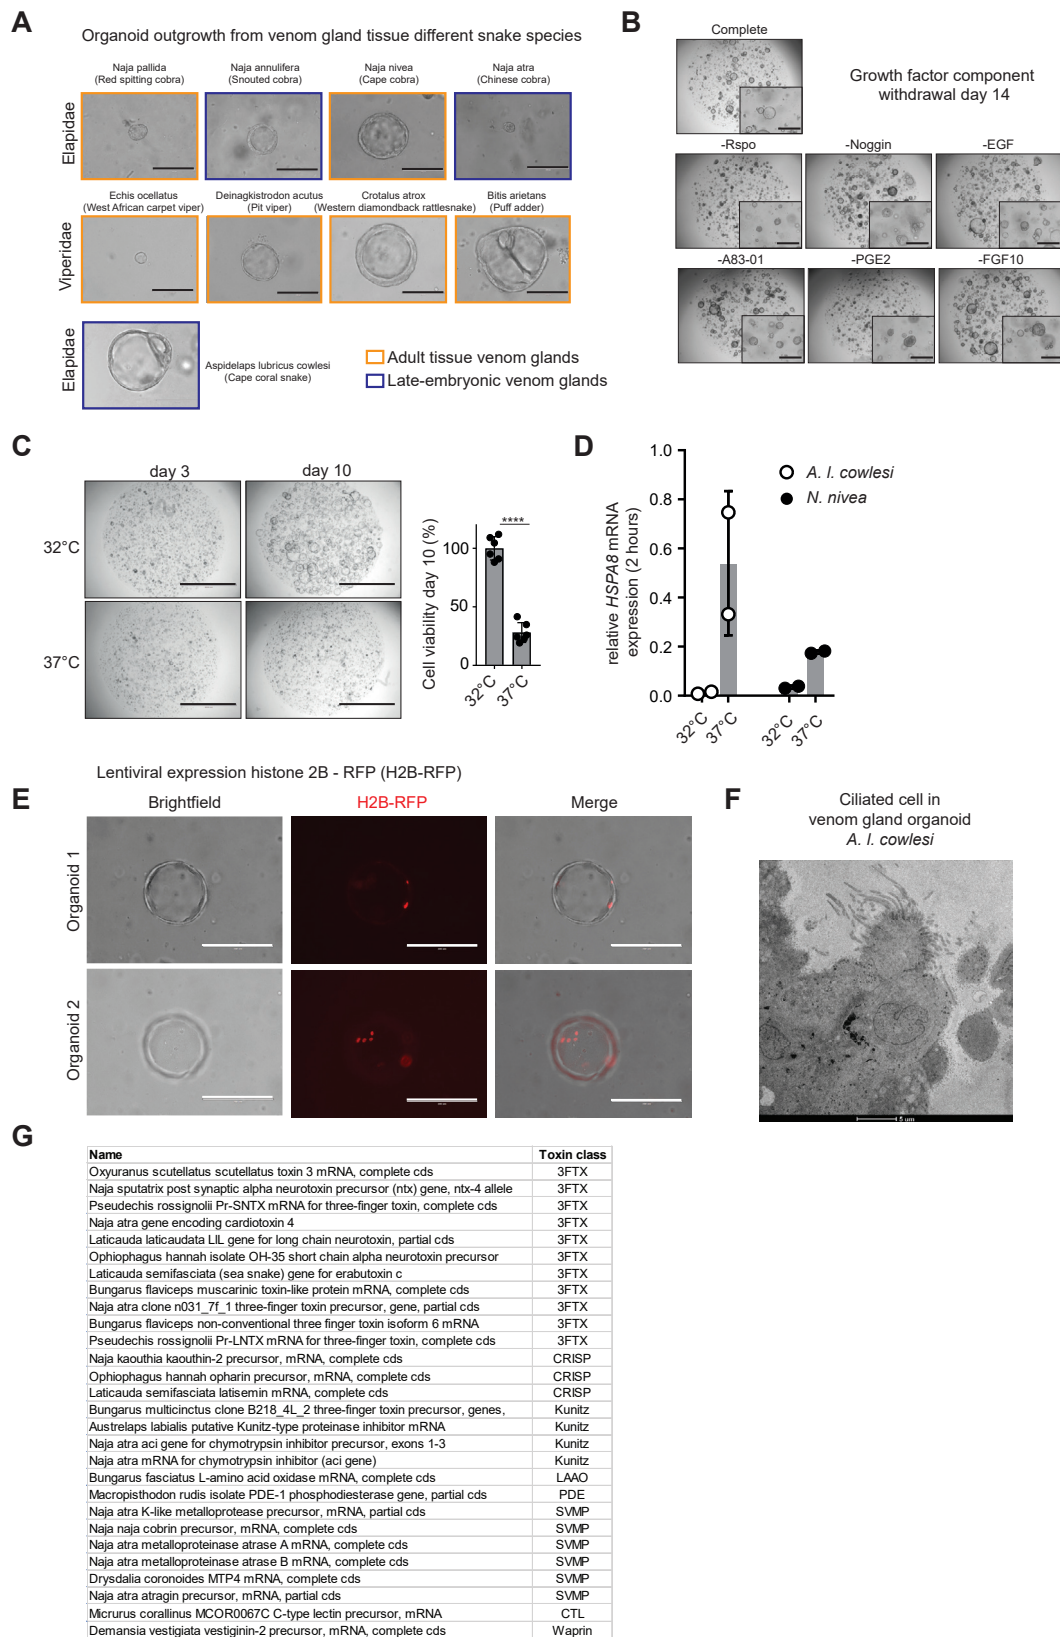 A
Organoid outgrowth from venom gland tissue different snake species
Naja pallida
(Red spitting cobra)
Naja annulifera
(Snouted cobra)
Naja nivea
(Cape cobra)
Naja atra
(Chinese cobra)
Elapidae
Echis ocellatus
(West African carpet viper)
Deinagkistrodon acutus
(Pit viper)
Crotalus atrox
(Western diamondback rattlesnake)
Bitis arietans
(Puff adder)
Viperidae
Elapidae
Aspidelaps lubricus cowlesi
(Cape coral snake)
Adult tissue venom glands
Late-embryonic venom glands
B
Complete
Growth factor component
withdrawal day 14
-Rspo
-Noggin
-EGF
-A83-01
-PGE2
-FGF10
C
day 3
day 10
32°C
37°C
Cell viability day 10 (%)
****
100
50
0
32°C
37°C
D
relative HSPA8 mRNA
expression (2 hours)
1.0
0.8
0.6
0.4
0.2
0.0
A. l. cowlesi
N. nivea
32°C
37°C
32°C
37°C
Lentiviral expression histone 2B - RFP (H2B-RFP)
E
Brightfield
H2B-RFP
Merge
Organoid 1
Organoid 2
F
Ciliated cell in
venom gland organoid
A. l. cowlesi
5 um
G
Name Toxin class
Oxyuranus scutellatus scutellatus toxin 3 mRNA, complete cds 3FTX
Naja sputatrix post synaptic alpha neurotoxin precursor (ntx) gene, ntx-4 allele 3FTX
Pseudechis rossignolii Pr-SNTX mRNA for three-finger toxin, complete cds 3FTX
Naja atra gene encoding cardiotoxin 4 3FTX
Laticauda laticaudata LlL gene for long chain neurotoxin, partial cds 3FTX
Ophiophagus hannah isolate OH-35 short chain alpha neurotoxin precursor 3FTX
Laticauda semifasciata (sea snake) gene for erabutoxin c 3FTX
Bungarus flaviceps muscarinic toxin-like protein mRNA, complete cds 3FTX
Naja atra clone n031_7f_1 three-finger toxin precursor, gene, partial cds 3FTX
Bungarus flaviceps non-conventional three finger toxin isoform 6 mRNA 3FTX
Pseudechis rossignolii Pr-LNTX mRNA for three-finger toxin, complete cds 3FTX
Naja kaouthia kaouthin-2 precursor, mRNA, complete cds CRISP
Ophiophagus hannah opharin precursor, mRNA, complete cds CRISP
Laticauda semifasciata latisemin mRNA, complete cds CRISP
Bungarus multicinctus clone B218_4L_2 three-finger toxin precursor, genes, Kunitz
Austrelaps labialis putative Kunitz-type proteinase inhibitor mRNA Kunitz
Naja atra aci gene for chymotrypsin inhibitor precursor, exons 1-3 Kunitz
Naja atra mRNA for chymotrypsin inhibitor (aci gene) Kunitz
Bungarus fasciatus L-amino acid oxidase mRNA, complete cds LAAO
Macropisthodon rudis isolate PDE-1 phosphodiesterase gene, partial cds PDE
Naja atra K-like metalloprotease precursor, mRNA, partial cds SVMP
Naja naja cobrin precursor, mRNA, complete cds SVMP
Naja atra metalloproteinase atrase A mRNA, complete cds SVMP
Naja atra metalloproteinase atrase B mRNA, complete cds SVMP
Drysdalia coronoides MTP4 mRNA, complete cds SVMP
Naja atra atragin precursor, mRNA, partial cds SVMP
Micrurus corallinus MCOR0067C C-type lectin precursor, mRNA CTL
Demansia vestigiata vestiginin-2 precursor, mRNA, complete cds Waprin